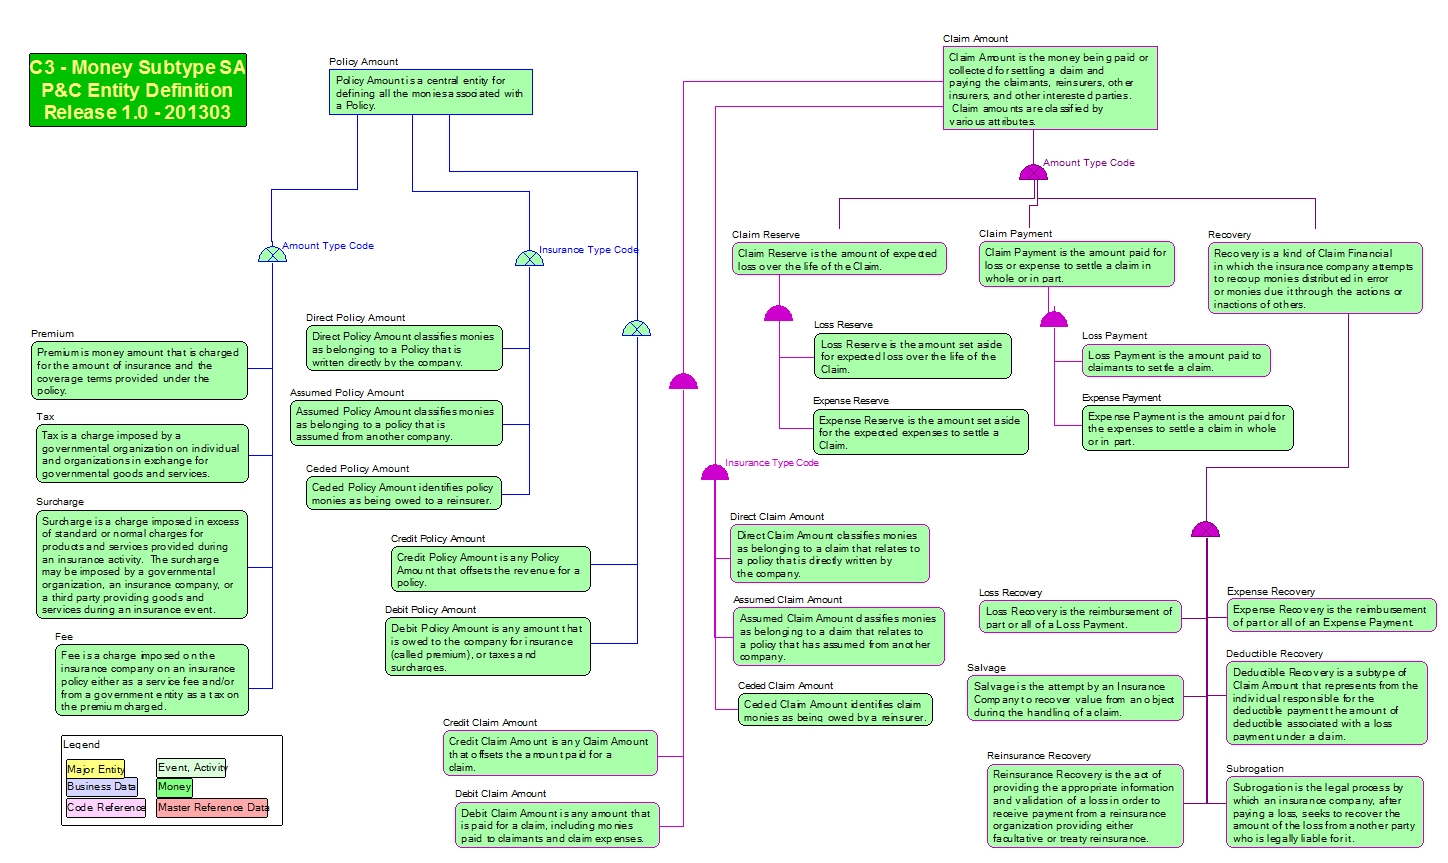 C3 - Money Subtype SA
P&C Entity Definition
Release 1.0 - 201303
Policy Amount
Policy Amount is a central entity for
defining all the monies associated with
a Policy.
Amount Type Code
Insurance Type Code
Premium
Premium is money amount that is charged
for the amount of insurance and the
coverage terms provided under the
policy.
Tax
Tax is a charge imposed by a
governmental organization on individual
and organizations in exchange for
governmental goods and services.
Surcharge
Surcharge is a charge imposed in excess
of standard or normal charges for
products and services provided during
an insurance activity. The surcharge
may be imposed by a governmental
organization, an insurance company, or
a third party providing goods and
services during an insurance event.
Fee
Fee is a charge imposed on the
insurance company on an insurance
policy either as a service fee and/or
from a government entity as a tax on
the premium charged.
Direct Policy Amount
Direct Policy Amount classifies monies
as belonging to a Policy that is
written directly by the company.
Assumed Policy Amount
Assumed Policy Amount classifies monies
as belonging to a policy that is
assumed from another company.
Ceded Policy Amount
Ceded Policy Amount identifies policy
monies as being owed to a reinsurer.
Credit Policy Amount
Credit Policy Amount is any Policy
Amount that offsets the revenue for a
policy.
Debit Policy Amount
Debit Policy Amount is any amount that
is owed to the company for insurance
(called premium), or taxes and
surcharges.
Claim Amount
Claim Amount is the money being paid or
collected for settling a claim and
paying the claimants, reinsurers, other
insurers, and other interested parties.
Claim amounts are classified by
various attributes.
Amount Type Code
Claim Reserve
Claim Reserve is the amount of expected
loss over the life of the Claim.
Loss Reserve
Loss Reserve is the amount set aside
for expected loss over the life of the
Claim.
Expense Reserve
Expense Reserve is the amount set aside
for the expected expenses to settle a
Claim.
Claim Payment
Claim Payment is the amount paid for
loss or expense to settle a claim in
whole or in part.
Loss Payment
Loss Payment is the amount paid to
claimants to settle a claim.
Expense Payment
Expense Payment is the amount paid for
the expenses to settle a claim in whole
or in part.
Recovery
Recovery is a kind of Claim Financial
in which the insurance company attempts
to recoup monies distributed in error
or monies due it through the actions or
inactions of others.
Insurance Type Code
Direct Claim Amount
Direct Claim Amount classifies monies
as belonging to a claim that relates to
a policy that is directly written by
the company.
Assumed Claim Amount
Assumed Claim Amount classifies monies
as belonging to a claim that relates to
a policy that has assumed from another
company.
Ceded Claim Amount
Ceded Claim Amount identifies claim
monies as being owed by a reinsurer.
Credit Claim Amount
Credit Claim Amount is any Claim Amount
that offsets the amount paid for a
claim.
Debit Claim Amount
Debit Claim Amount is any amount that
is paid for a claim, including monies
paid to claimants and claim expenses.
Loss Recovery
Loss Recovery is the reimbursement of
part or all of a Loss Payment.
Expense Recovery
Expense Recovery is the reimbursement
of part or all of an Expense Payment.
Salvage
Salvage is the attempt by an Insurance
Company to recover value from an object
during the handling of a claim.
Deductible Recovery
Deductible Recovery is a subtype of
Claim Amount that represents from the
individual responsible for the
deductible payment the amount of
deductible associated with a loss
payment under a claim.
Reinsurance Recovery
Reinsurance Recovery is the act of
providing the appropriate information
and validation of a loss in order to
receive payment from a reinsurance
organization providing either
facultative or treaty reinsurance.
Subrogation
Subrogation is the legal process by
which an insurance company, after
paying a loss, seeks to recover the
amount of the loss from another party
who is legally liable for it.
Legend
Major Entity
Event, Activity
Business Data
Money
Code Reference
Master Reference Data